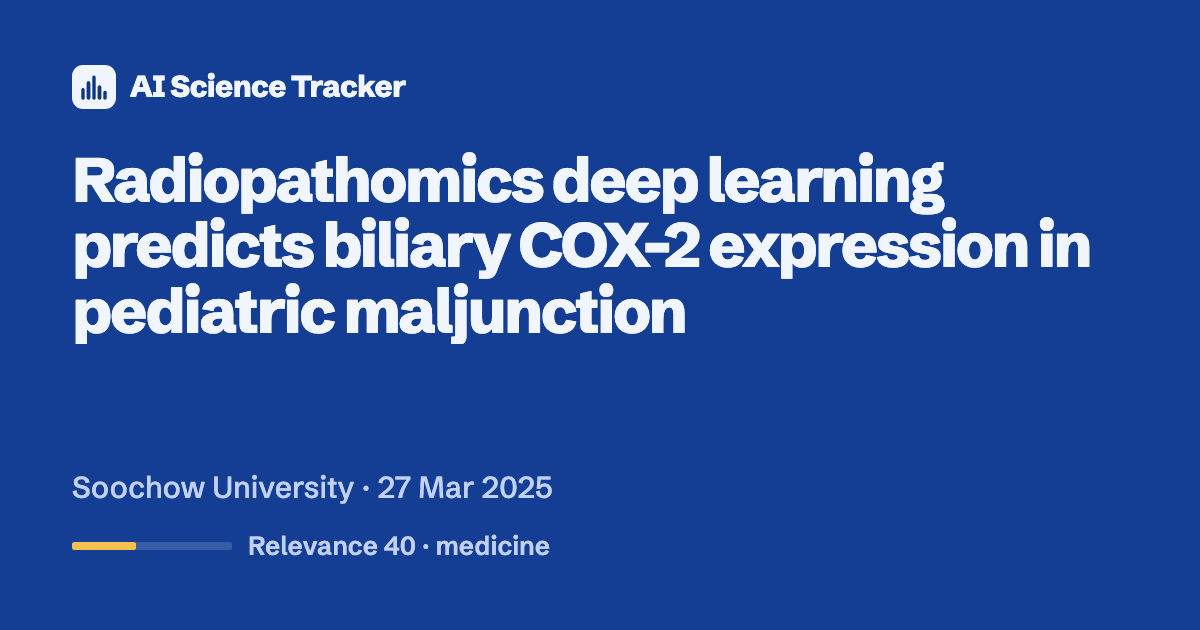 AI Science Tracker
Radiopathomics deep learning
predicts biliary COX-2 expression in
pediatric maljunction
Soochow University · 27 Mar 2025
Relevance 40 · medicine